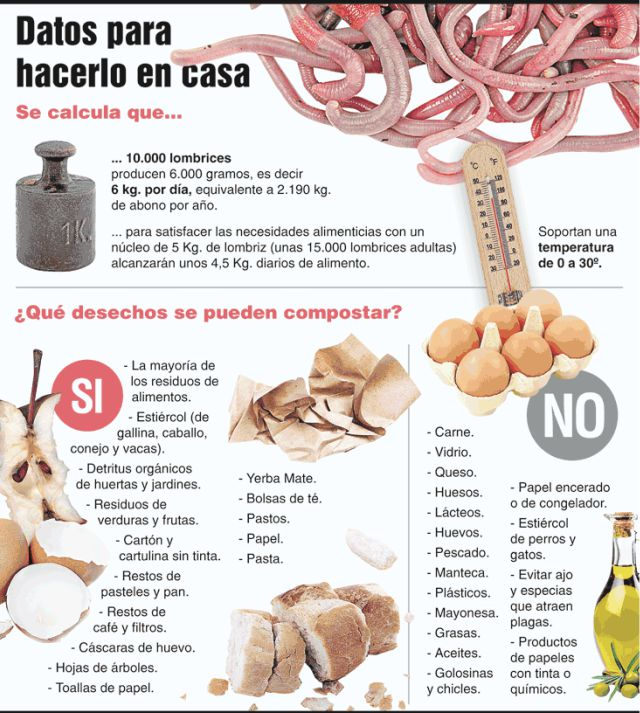 Datos para
hacerlo en casa
Se calcula que...
... 10.000 lombrices
producen 6.000 gramos, es decir
6 kg. por día, equivalente a 2.190 kg.
de abono por año.
... para satisfacer las necesidades alimenticias con un
núcleo de 5 Kg. de lombriz (unas 15.000 lombrices adultas)
alcanzarán unos 4,5 Kg. diarios de alimento.
1K.
°C °F
Soportan una
temperatura
de 0 a 30º.
¿Qué desechos se pueden compostar?
SI
- La mayoría de
los residuos de
alimentos.
- Estiércol (de
gallina, caballo,
conejo y vacas).
- Detritus orgánicos
de huertas y jardines.
- Residuos de
verduras y frutas.
- Cartón y
cartulina sin tinta.
- Restos de
pasteles y pan.
- Restos de
café y filtros.
- Cáscaras de huevo.
- Hojas de árboles.
- Toallas de papel.
- Yerba Mate.
- Bolsas de té.
- Pastos.
- Papel.
- Pasta.
NO
- Carne.
- Vidrio.
- Queso.
- Huesos.
- Lácteos.
- Huevos.
- Pescado.
- Manteca.
- Plásticos.
- Mayonesa.
- Grasas.
- Aceites.
- Golosinas
y chicles.
- Papel encerado
o de congelador.
- Estiércol
de perros y
gatos.
- Evitar ajo
y especias
que atraen
plagas.
- Productos
de papeles
con tinta o
químicos.